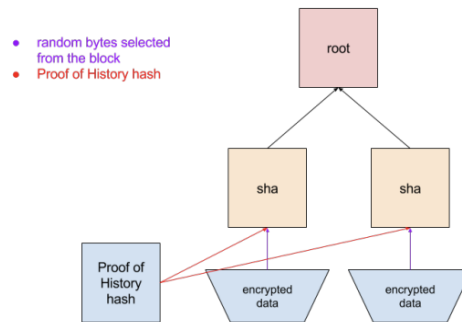 random bytes selected
from the block
Proof of History hash
root
sha
sha
Proof of
History
hash
encrypted
data
encrypted
data